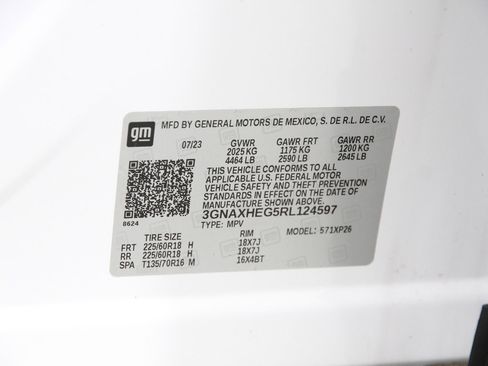 gm
MFD BY GENERAL MOTORS DE MEXICO, S. DE R.L. DE C.V.
07/23 GVWR GAWR FRT GAWR RR
2025 KG 1175 KG 1200 KG
4464 LB 2590 LB 2645 LB
THIS VEHICLE CONFORMS TO ALL
APPLICABLE U.S. FEDERAL MOTOR
VEHICLE SAFETY AND THEFT PREVENTION
STANDARDS IN EFFECT ON THE DATE OF
MANUFACTURE SHOWN ABOVE.
3GNAXHEG5RL124597
8624 TYPE: MPV MODEL: 571XP26
TIRE SIZE RIM
FRT 225/60R18 H 18X7J
RR 225/60R18 H 18X7J
SPA T135/70R16 M 16X4BT